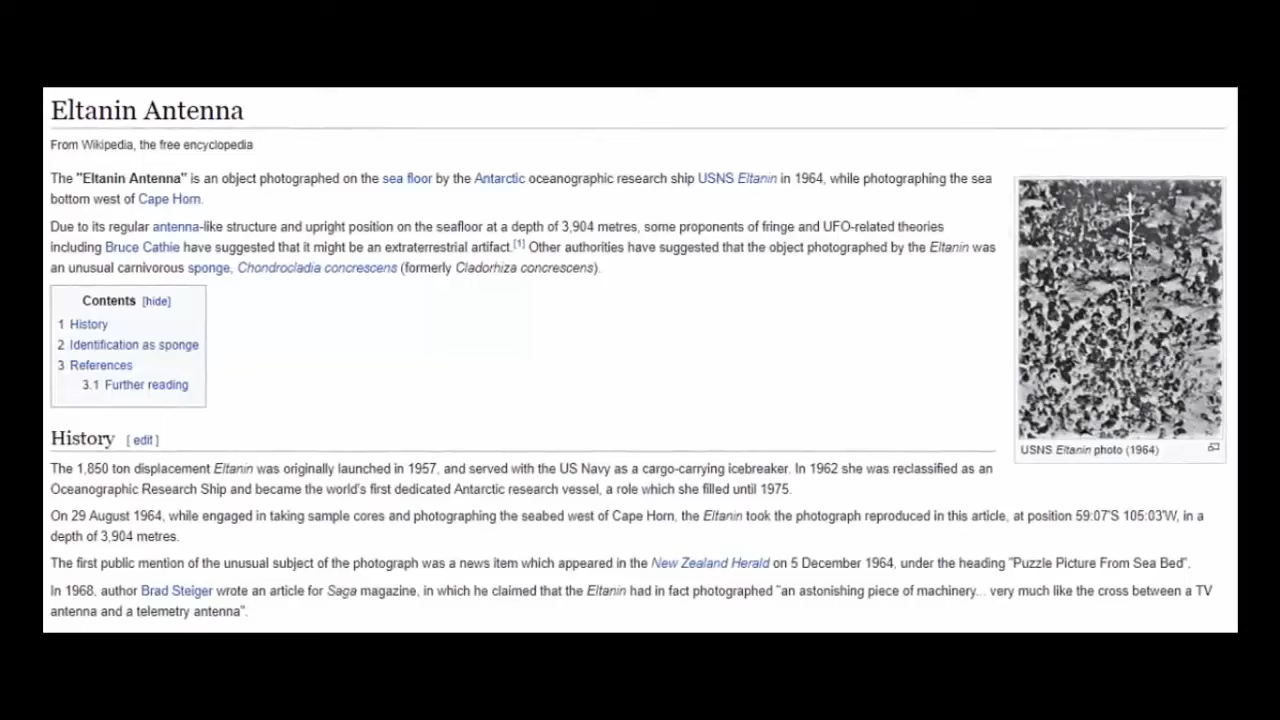 Eltanin Antenna
From Wikipedia, the free encyclopedia
The "Eltanin Antenna" is an object photographed on the sea floor by the Antarctic oceanographic research ship USNS Eltanin in 1964, while photographing the sea
bottom west of Cape Horn.
Due to its regular antenna-like structure and upright position on the seafloor at a depth of 3,904 metres, some proponents of fringe and UFO-related theories
including Bruce Cathie have suggested that it might be an extraterrestrial artifact.[1] Other authorities have suggested that the object photographed by the Eltanin was
an unusual carnivorous sponge, Chondrocladia concrescens (formerly Cladorhiza concrescens).
Contents [hide]
1 History
2 Identification as sponge
3 References
3.1 Further reading
USNS Eltanin photo (1964)
History [ edit ]
The 1,850 ton displacement Eltanin was originally launched in 1957, and served with the US Navy as a cargo-carrying icebreaker. In 1962 she was reclassified as an
Oceanographic Research Ship and became the world's first dedicated Antarctic research vessel, a role which she filled until 1975.
On 29 August 1964, while engaged in taking sample cores and photographing the seabed west of Cape Horn, the Eltanin took the photograph reproduced in this article, at position 59:07'S 105:03'W, in a
depth of 3,904 metres.
The first public mention of the unusual subject of the photograph was a news item which appeared in the New Zealand Herald on 5 December 1964, under the heading "Puzzle Picture From Sea Bed".
In 1968, author Brad Steiger wrote an article for Saga magazine, in which he claimed that the Eltanin had in fact photographed "an astonishing piece of machinery... very much like the cross between a TV
antenna and a telemetry antenna".